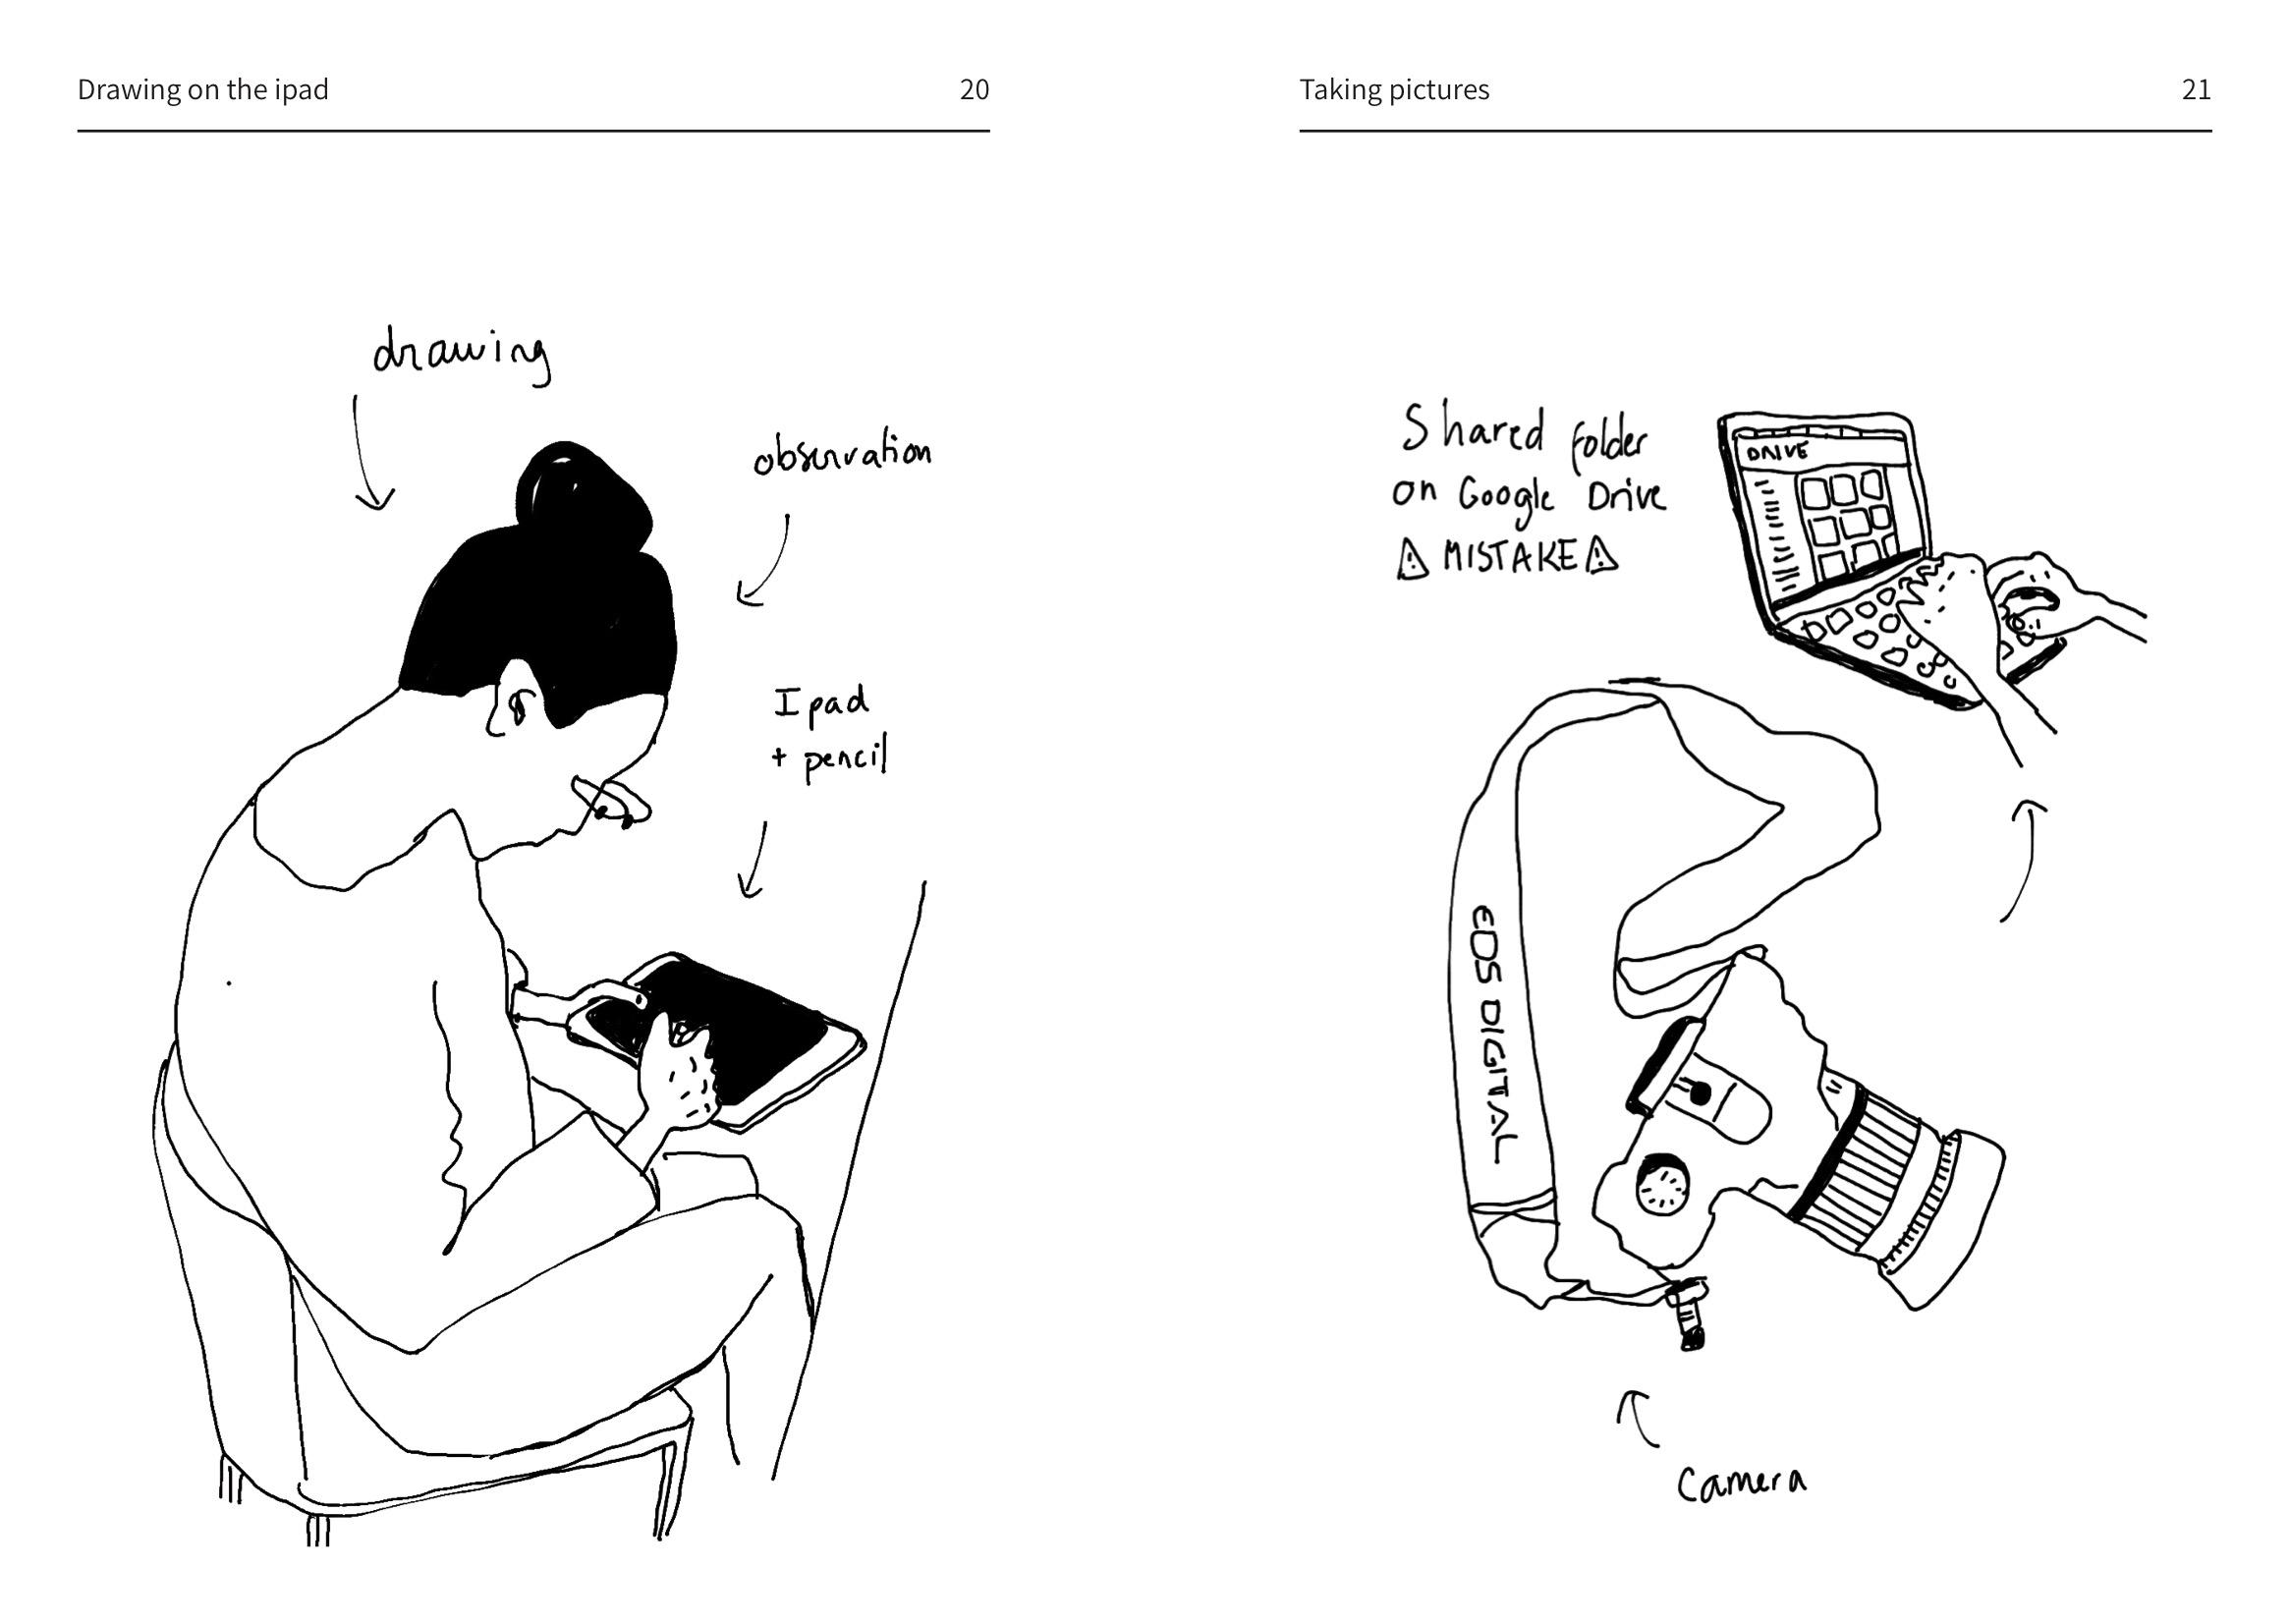 Drawing on the ipad 20
drawing
observation
Ipad
+ pencil
Taking pictures 21
Shared folder
on Google Drive
⚠ MISTAKE ⚠
DRIVE
EOS DIGITAL
Camera